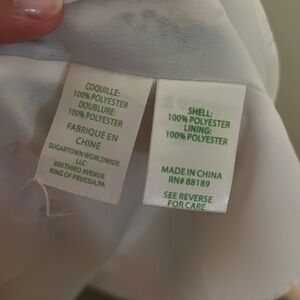 COQUILLE:
100% POLYESTER
DOUBLURE:
100% POLYESTER
FABRIQUE EN
CHINE
SUGARTOWN WORLDWIDE
LLC
800 THIRD AVENUE
KING OF PRUSSIA,PA
SHELL:
100% POLYESTER
LINING:
100% POLYESTER
MADE IN CHINA
RN# 88189
SEE REVERSE
FOR CARE